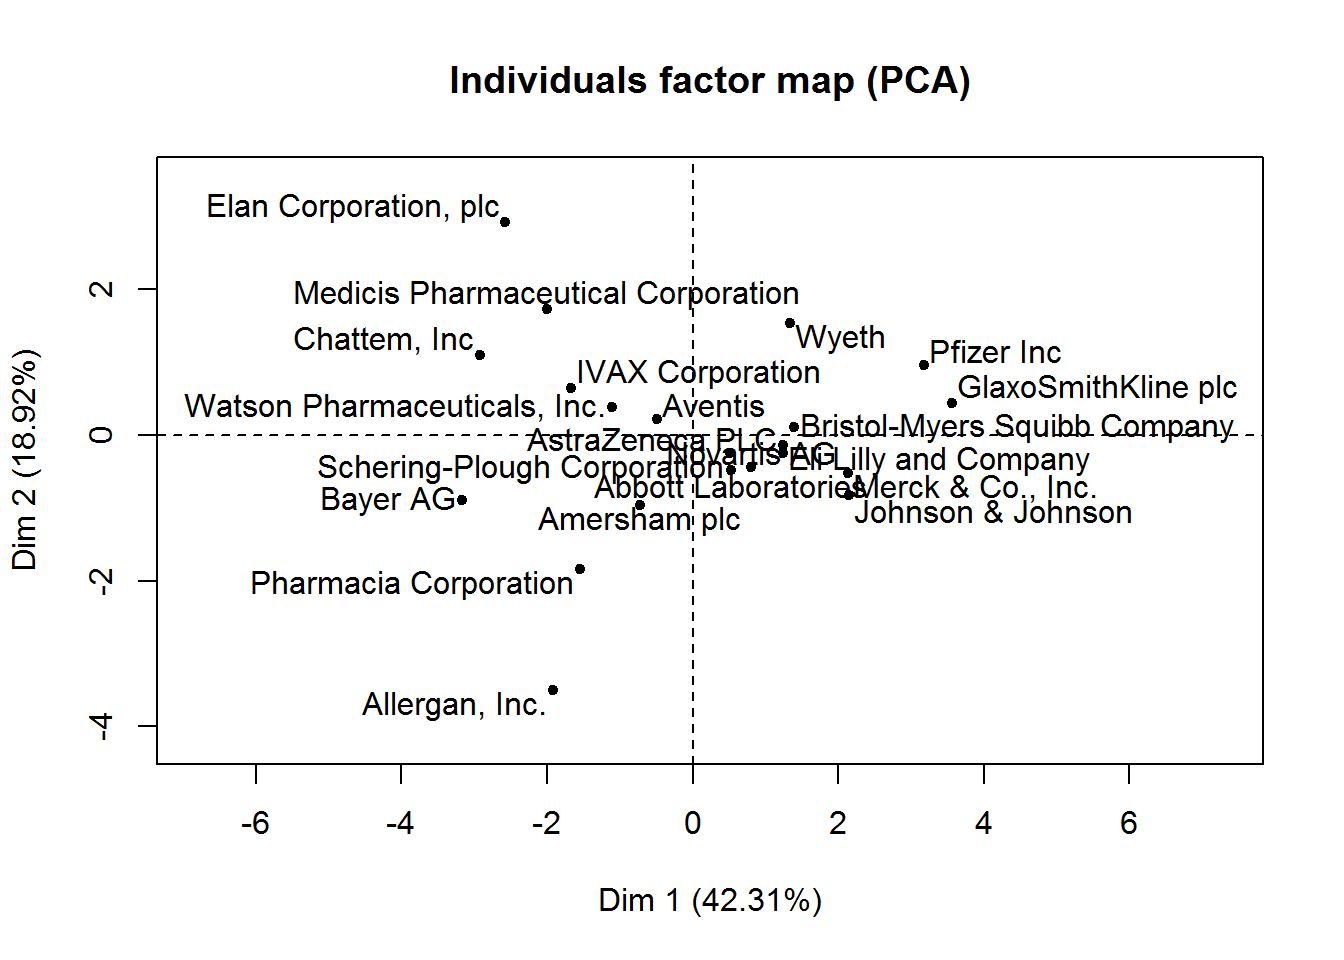 Individuals factor map (PCA)
Elan Corporation, plc
Medicis Pharmaceutical Corporation
Chattem, Inc
Wyeth
Pfizer Inc
IVAX Corporation
GlaxoSmithKline plc
Watson Pharmaceuticals, Inc.
Aventis
Bristol-Myers Squibb Company
AstraZeneca PLC
Novartis AG
Eli Lilly and Company
Schering-Plough Corporation
Abbott Laboratories
Merck & Co., Inc.
Bayer AG
Amersham plc
Johnson & Johnson
Pharmacia Corporation
Allergan, Inc.
2
0
-2
-4
Dim 2 (18.92%)
-6 -4 -2 0 2 4 6
Dim 1 (42.31%)